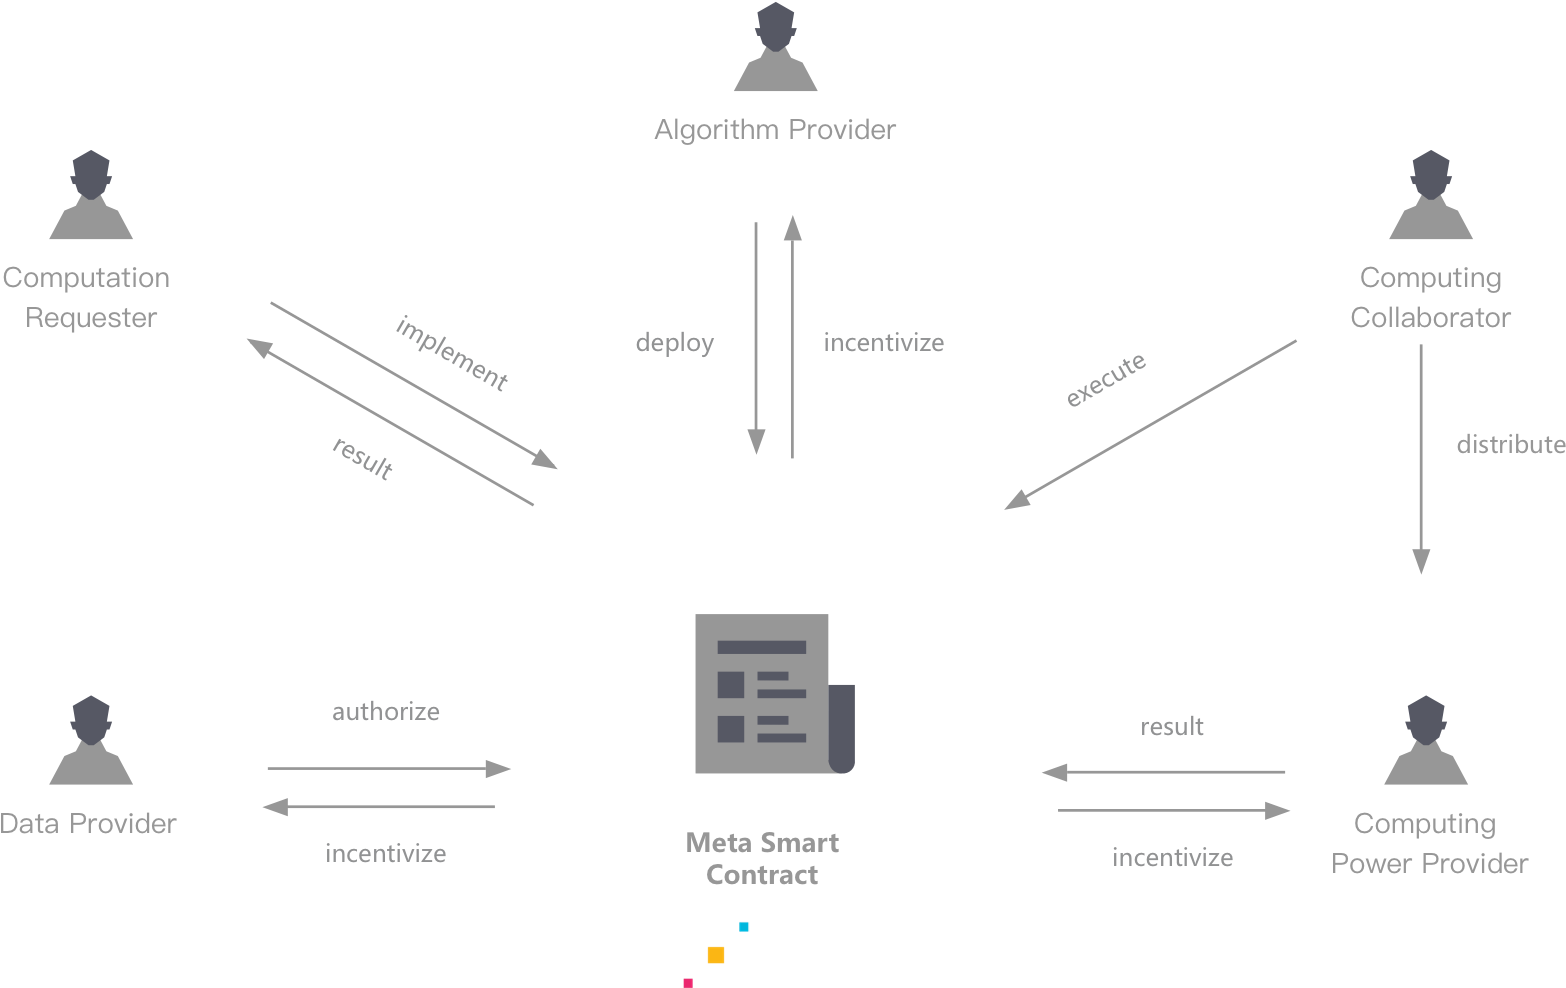 Algorithm Provider
Computation
Requester
Computing
Collaborator
implement
result
deploy
incentivize
execute
distribute
authorize
incentivize
Data Provider
Meta Smart
Contract
result
incentivize
Computing
Power Provider